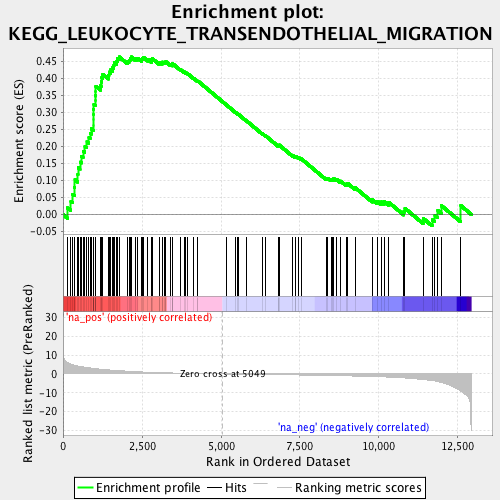 Enrichment plot:
KEGG_LEUKOCYTE_TRANSENDOTHELIAL_MIGRATION
Enrichment score (ES)
0.45
0.40
0.35
0.30
0.25
0.20
0.15
0.10
0.05
0.00
-0.05
'na_pos' (positively correlated)
Ranked list metric (PreRanked)
30
20
10
0
-10
-20
-30
Zero cross at 5049
'na_neg' (negatively correlated)
0
2,500
5,000
7,500
10,000
12,500
Rank in Ordered Dataset
Enrichment profile
Hits
Ranking metric scores